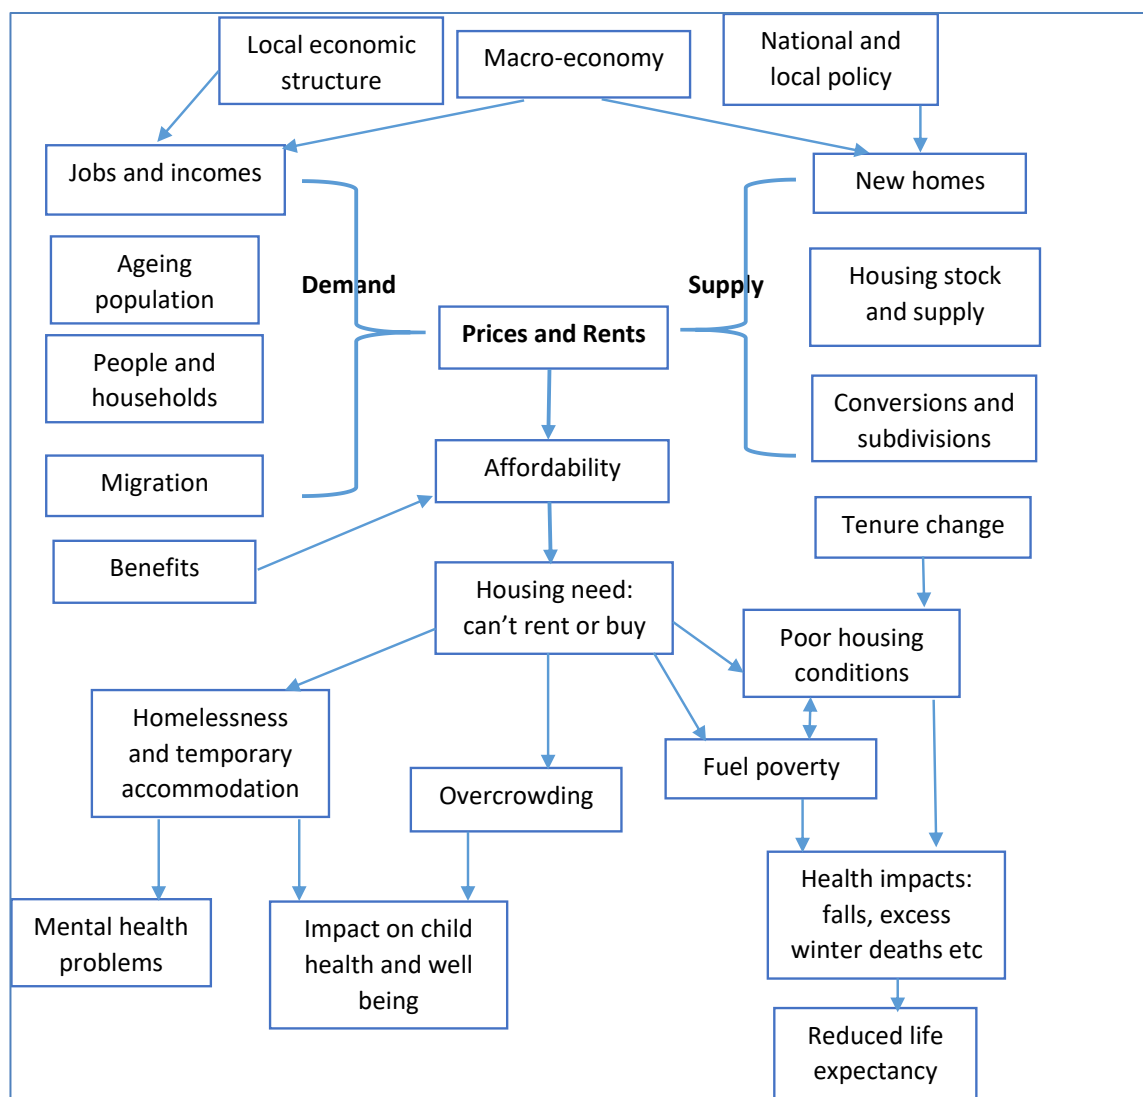 Local economic
structure
Macro-economy
National and
local policy
Jobs and incomes
New homes
Ageing
population
Demand
Supply
Housing stock
and supply
Prices and Rents
People and
households
Conversions and
subdivisions
Migration
Affordability
Tenure change
Benefits
Housing need:
can’t rent or buy
Poor housing
conditions
Homelessness
and temporary
accommodation
Overcrowding
Fuel poverty
Mental health
problems
Impact on child
health and well
being
Health impacts:
falls, excess
winter deaths etc
Reduced life
expectancy